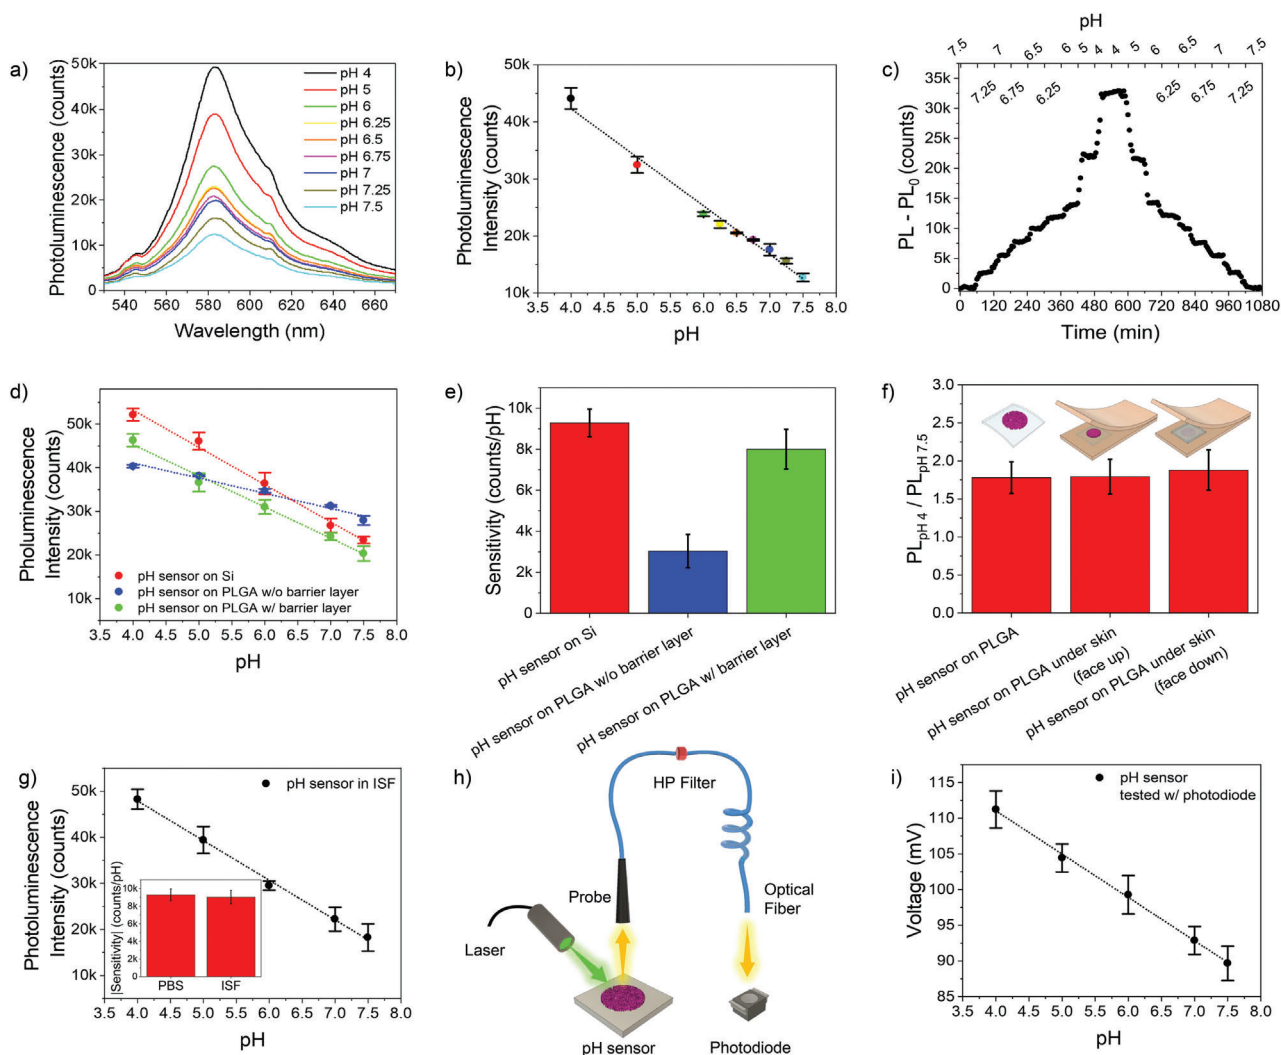 a)
Photoluminescence (counts)
50k
40k
30k
20k
10k
0
540 560 580 600 620 640 660
Wavelength (nm)
pH 4
pH 5
pH 6
pH 6.25
pH 6.5
pH 6.75
pH 7
pH 7.25
pH 7.5
b)
Photoluminescence
Intensity (counts)
50k
40k
30k
20k
10k
3.5 4.0 4.5 5.0 5.5 6.0 6.5 7.0 7.5 8.0
pH
c)
pH
7.5 7 6.5 6 5 4 4 5 6 6.5 7 7.5
7.25 6.75 6.25 6.25 6.75 7.25
PL - PL0 (counts)
35k
30k
25k
20k
15k
10k
5k
0
0 120 240 360 480 600 720 840 960 1080
Time (min)
d)
Pholuminescence
Intensity (counts)
50k
40k
30k
20k
10k
pH sensor on Si
pH sensor on PLGA w/o barrier layer
pH sensor on PLGA w/ barrier layer
3.5 4.0 4.5 5.0 5.5 6.0 6.5 7.0 7.5 8.0
pH
e)
Sensitivity (counts/pH)
10k
8k
6k
4k
2k
0
pH sensor on Si
pH sensor on PLGA w/o barrier layer
pH sensor on PLGA w/ barrier layer
f)
PLpH 4 / PLpH 7.5
3.0
2.5
2.0
1.5
1.0
0.5
0.0
pH sensor on PLGA
pH sensor on PLGA under skin
(face up)
pH sensor on PLGA under skin
(face down)
g)
Photoluminescence
Intensity (counts)
50k
40k
30k
20k
10k
pH sensor in ISF
|Sensitivity| (counts/pH)
10k
8k
6k
4k
2k
0
PBS ISF
3.5 4.0 4.5 5.0 5.5 6.0 6.5 7.0 7.5 8.0
pH
h)
HP Filter
Probe
Optical
Fiber
Laser
pH sensor
Photodiode
i)
Voltage (mV)
115
110
105
100
95
90
85
pH sensor
tested w/ photodiode
3.5 4.0 4.5 5.0 5.5 6.0 6.5 7.0 7.5 8.0
pH